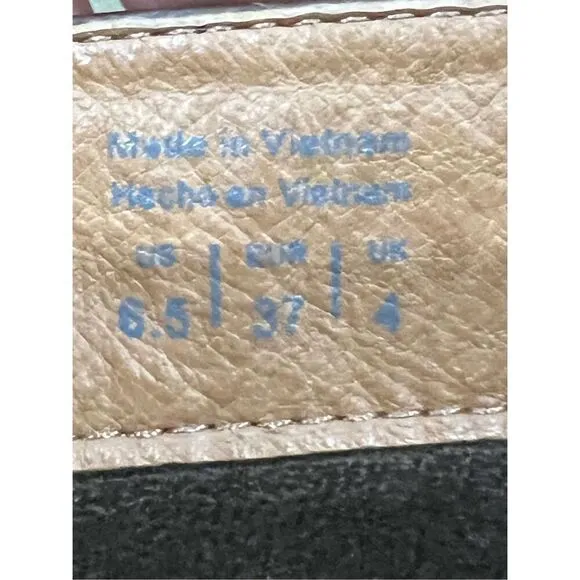 Made in Vietnam
Hecho en Vietnam
US | EUR | UK
6.5 | 37 | 4